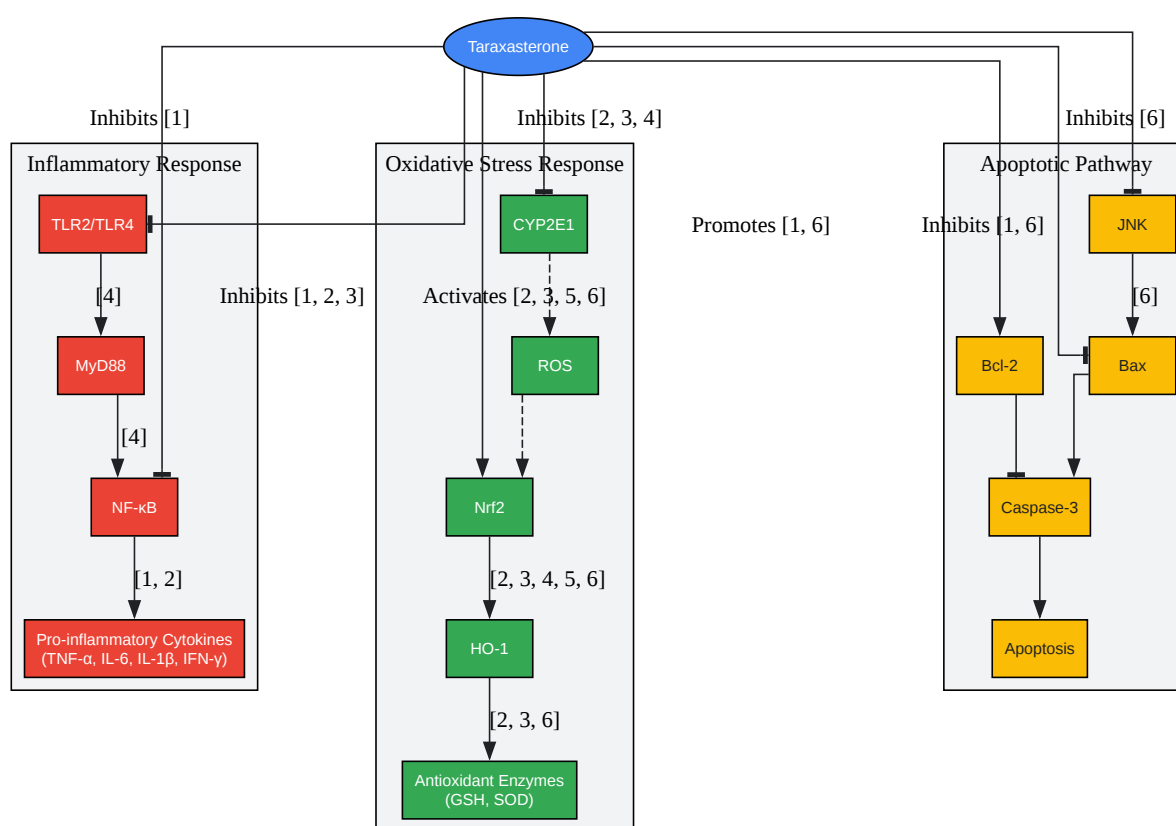 Taraxasterone
Inhibits [1]
Inhibits [2, 3, 4]
Inhibits [6]
Inflammatory Response
Oxidative Stress Response
Apoptotic Pathway
TLR2/TLR4
CYP2E1
Promotes [1, 6]
Inhibits [1, 6]
JNK
[4]
Inhibits [1, 2, 3]
Activates [2, 3, 5, 6]
[6]
MyD88
ROS
Bcl-2
Bax
[4]
NF-κB
Nrf2
Caspase-3
[1, 2]
[2, 3, 4, 5, 6]
Pro-inflammatory Cytokines
(TNF-α, IL-6, IL-1β, IFN-γ)
HO-1
Apoptosis
[2, 3, 6]
Antioxidant Enzymes
(GSH, SOD)